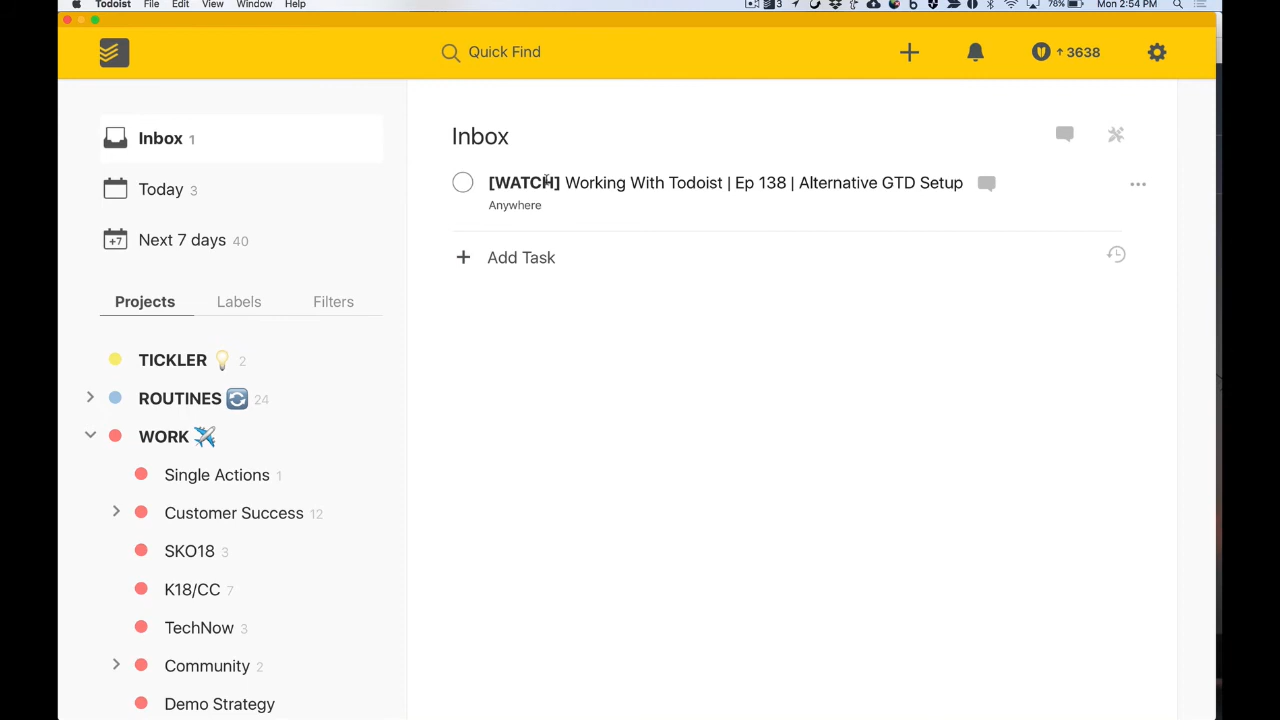 Todoist File Edit View Window Help 3 78% Mon 2:54 PM
Quick Find
3638
Inbox 1
Today 3
+7 Next 7 days 40
Projects Labels Filters
TICKLER 2
ROUTINES 24
WORK
Single Actions 1
Customer Success 12
SKO18 3
K18/CC 7
TechNow 3
Community 2
Demo Strategy
Inbox
[WATCH] Working With Todoist | Ep 138 | Alternative GTD Setup
Anywhere
+ Add Task